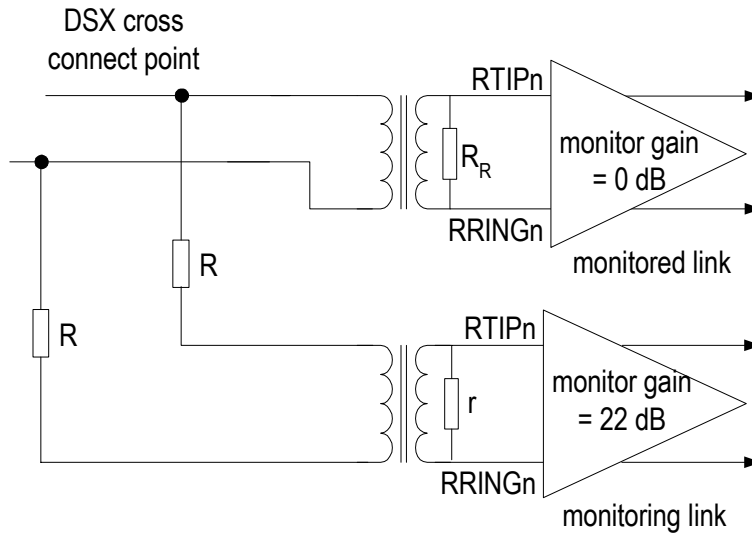 DSX cross
connect point
RTIPn
R_R
monitor gain
= 0 dB
RRINGn
monitored link
R
R
RTIPn
r
monitor gain
= 22 dB
RRINGn
monitoring link